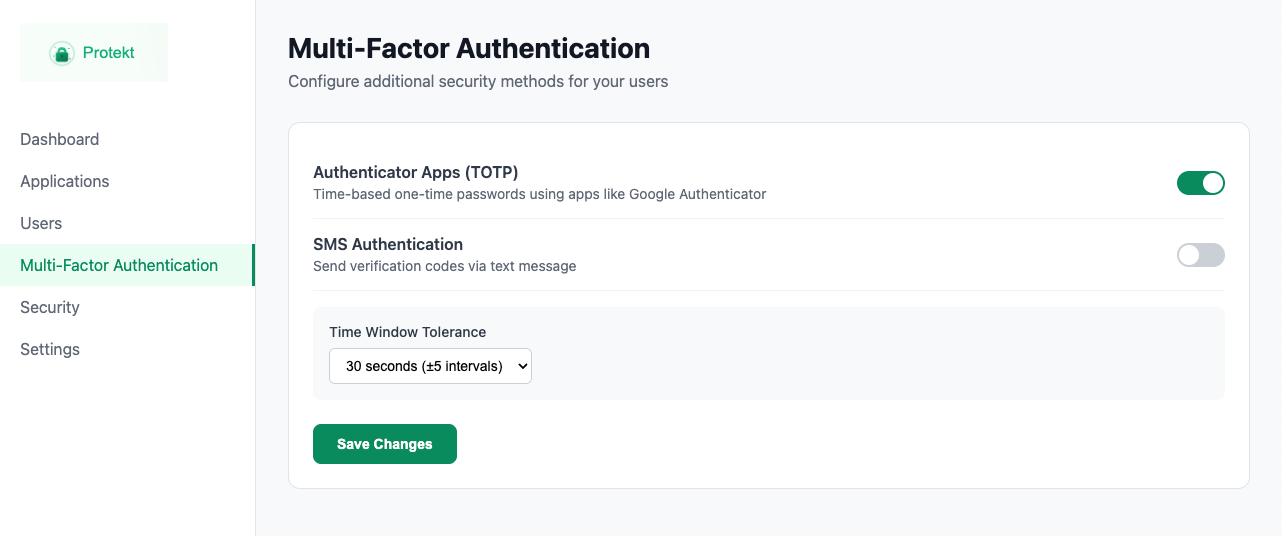 Protekt
Dashboard
Applications
Users
Multi-Factor Authentication
Security
Settings
Multi-Factor Authentication
Configure additional security methods for your users
Authenticator Apps (TOTP)
Time-based one-time passwords using apps like Google Authenticator
SMS Authentication
Send verification codes via text message
Time Window Tolerance
30 seconds (±5 intervals)
Save Changes